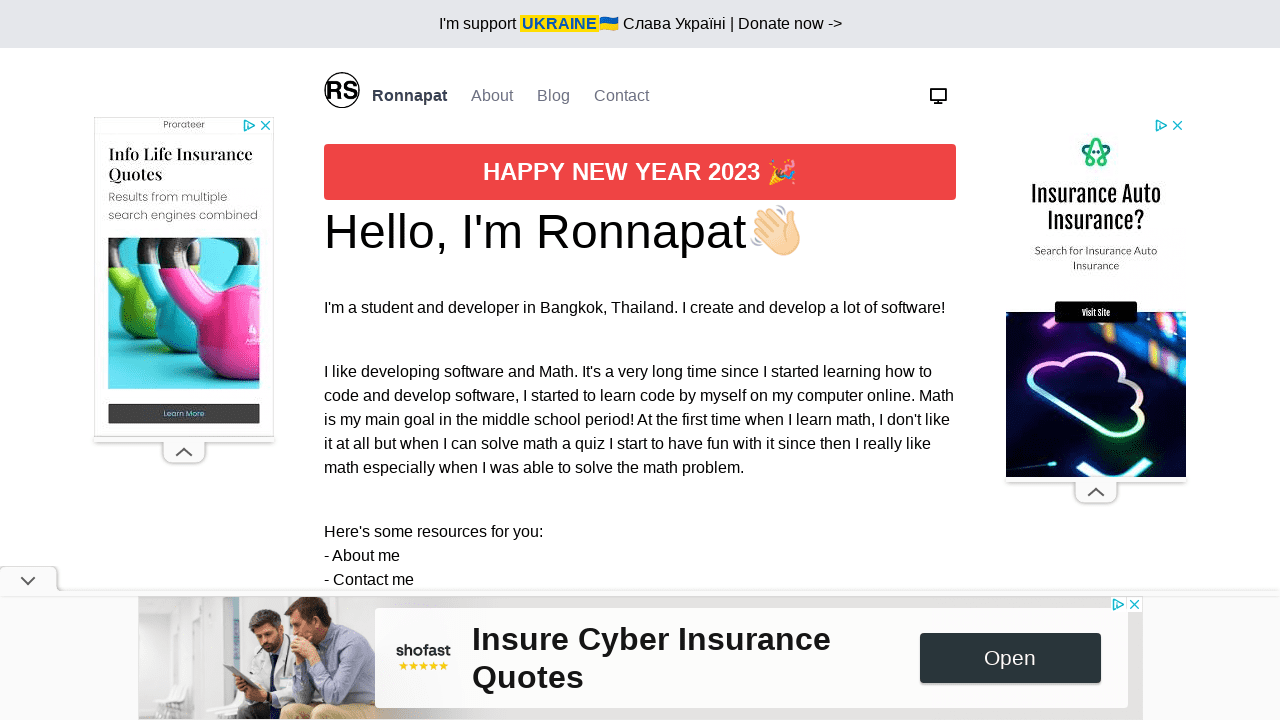 I'm support UKRAINE🇺🇦 Слава Україні | Donate now ->
RS Ronnapat About Blog Contact
HAPPY NEW YEAR 2023 🎉
Hello, I'm Ronnapat👋🏻
I'm a student and developer in Bangkok, Thailand. I create and develop a lot of software!
I like developing software and Math. It's a very long time since I started learning how to
code and develop software, I started to learn code by myself on my computer online. Math
is my main goal in the middle school period! At the first time when I learn math, I don't like
it at all but when I can solve math a quiz I start to have fun with it since then I really like
math especially when I was able to solve the math problem.
Here's some resources for you:
- About me
- Contact me
Prorateer
Info Life Insurance
Quotes
Results from multiple
search engines combined
Learn More
Insurance Auto
Insurance?
Search for Insurance Auto
Insurance
Visit Site
shofast
Insure Cyber Insurance
Quotes
Open